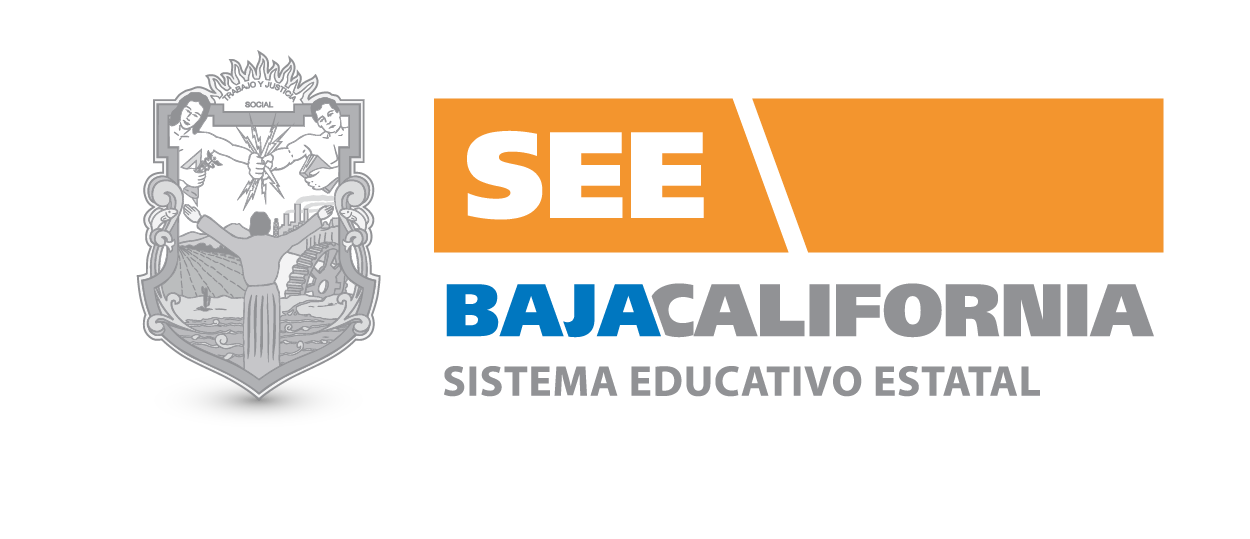 TRABAJO Y JUSTICIA
SOCIAL
SEE
BAJACALIFORNIA
SISTEMA EDUCATIVO ESTATAL